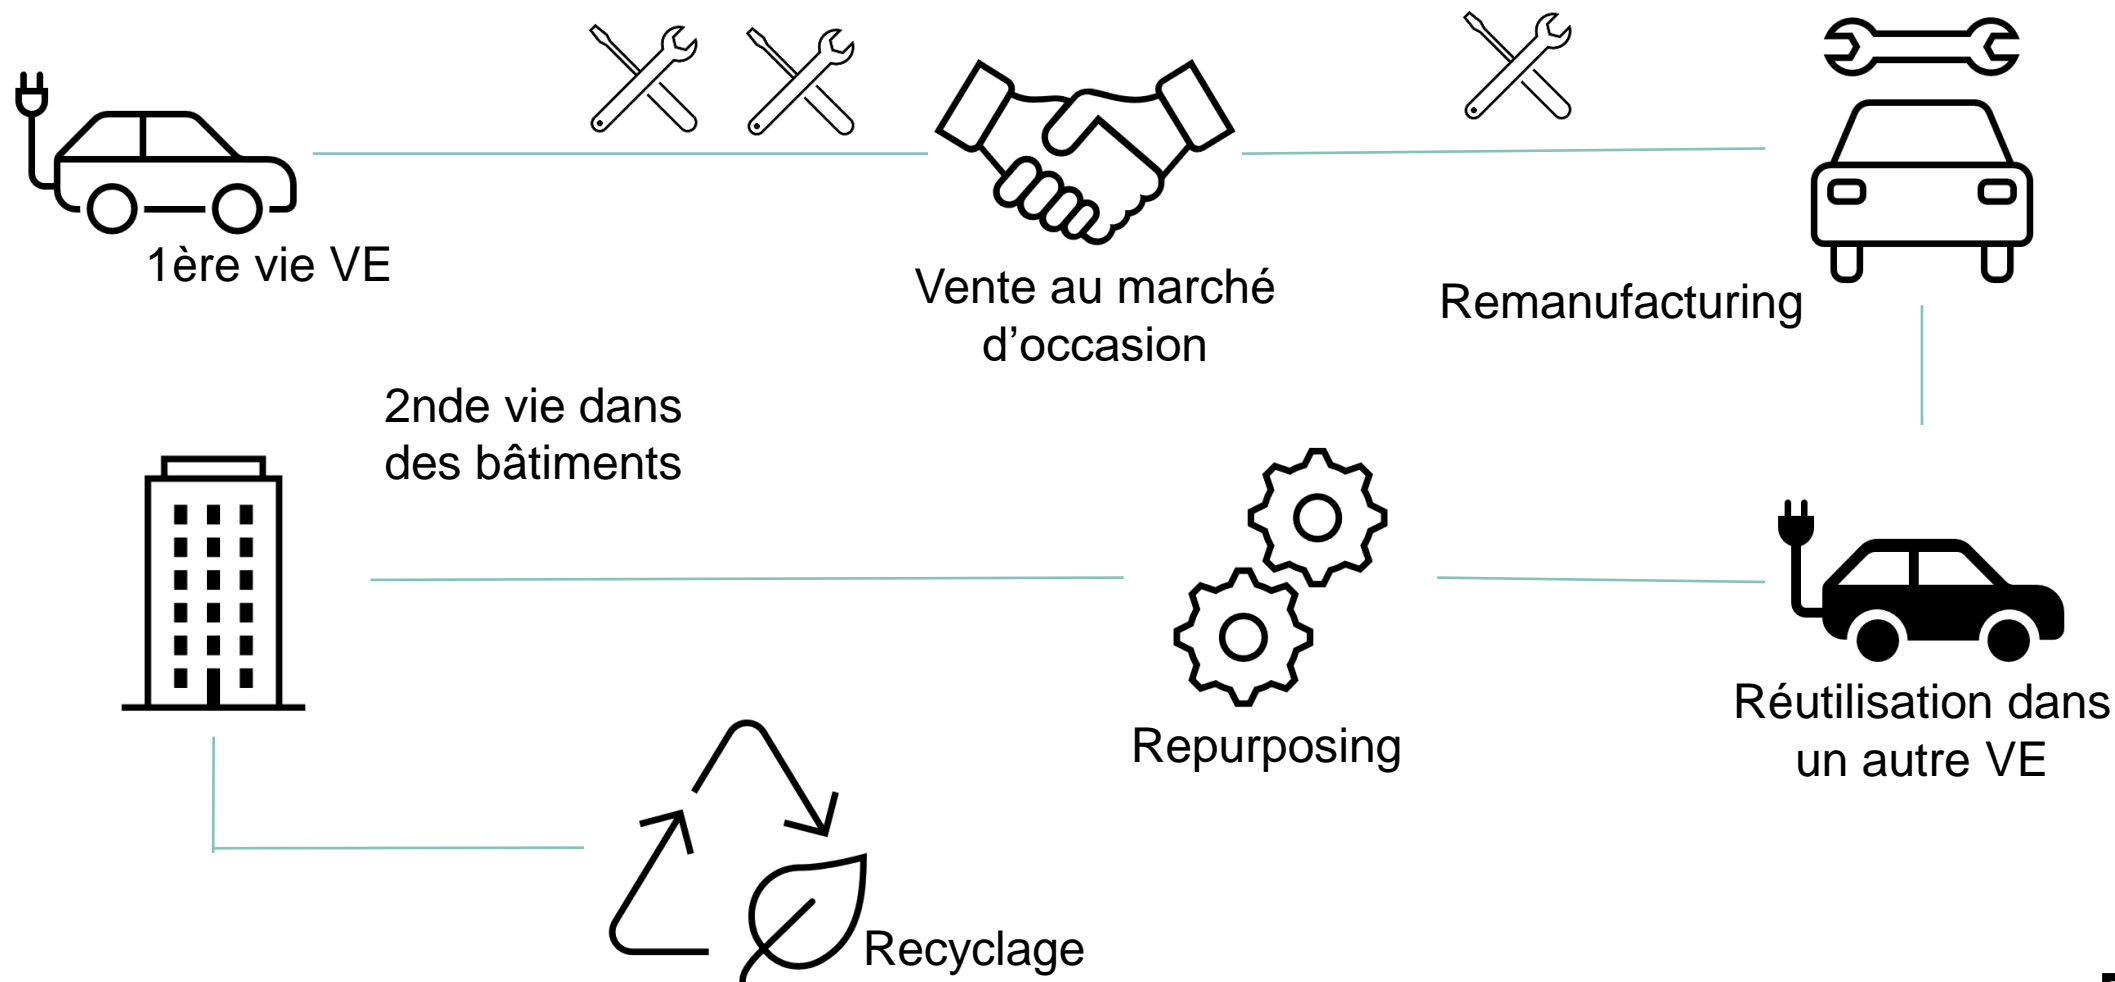 1ère vie VE
Vente au marché
d’occasion
Remanufacturing
2nde vie dans
des bâtiments
Repurposing
Réutilisation dans
un autre VE
Recyclage